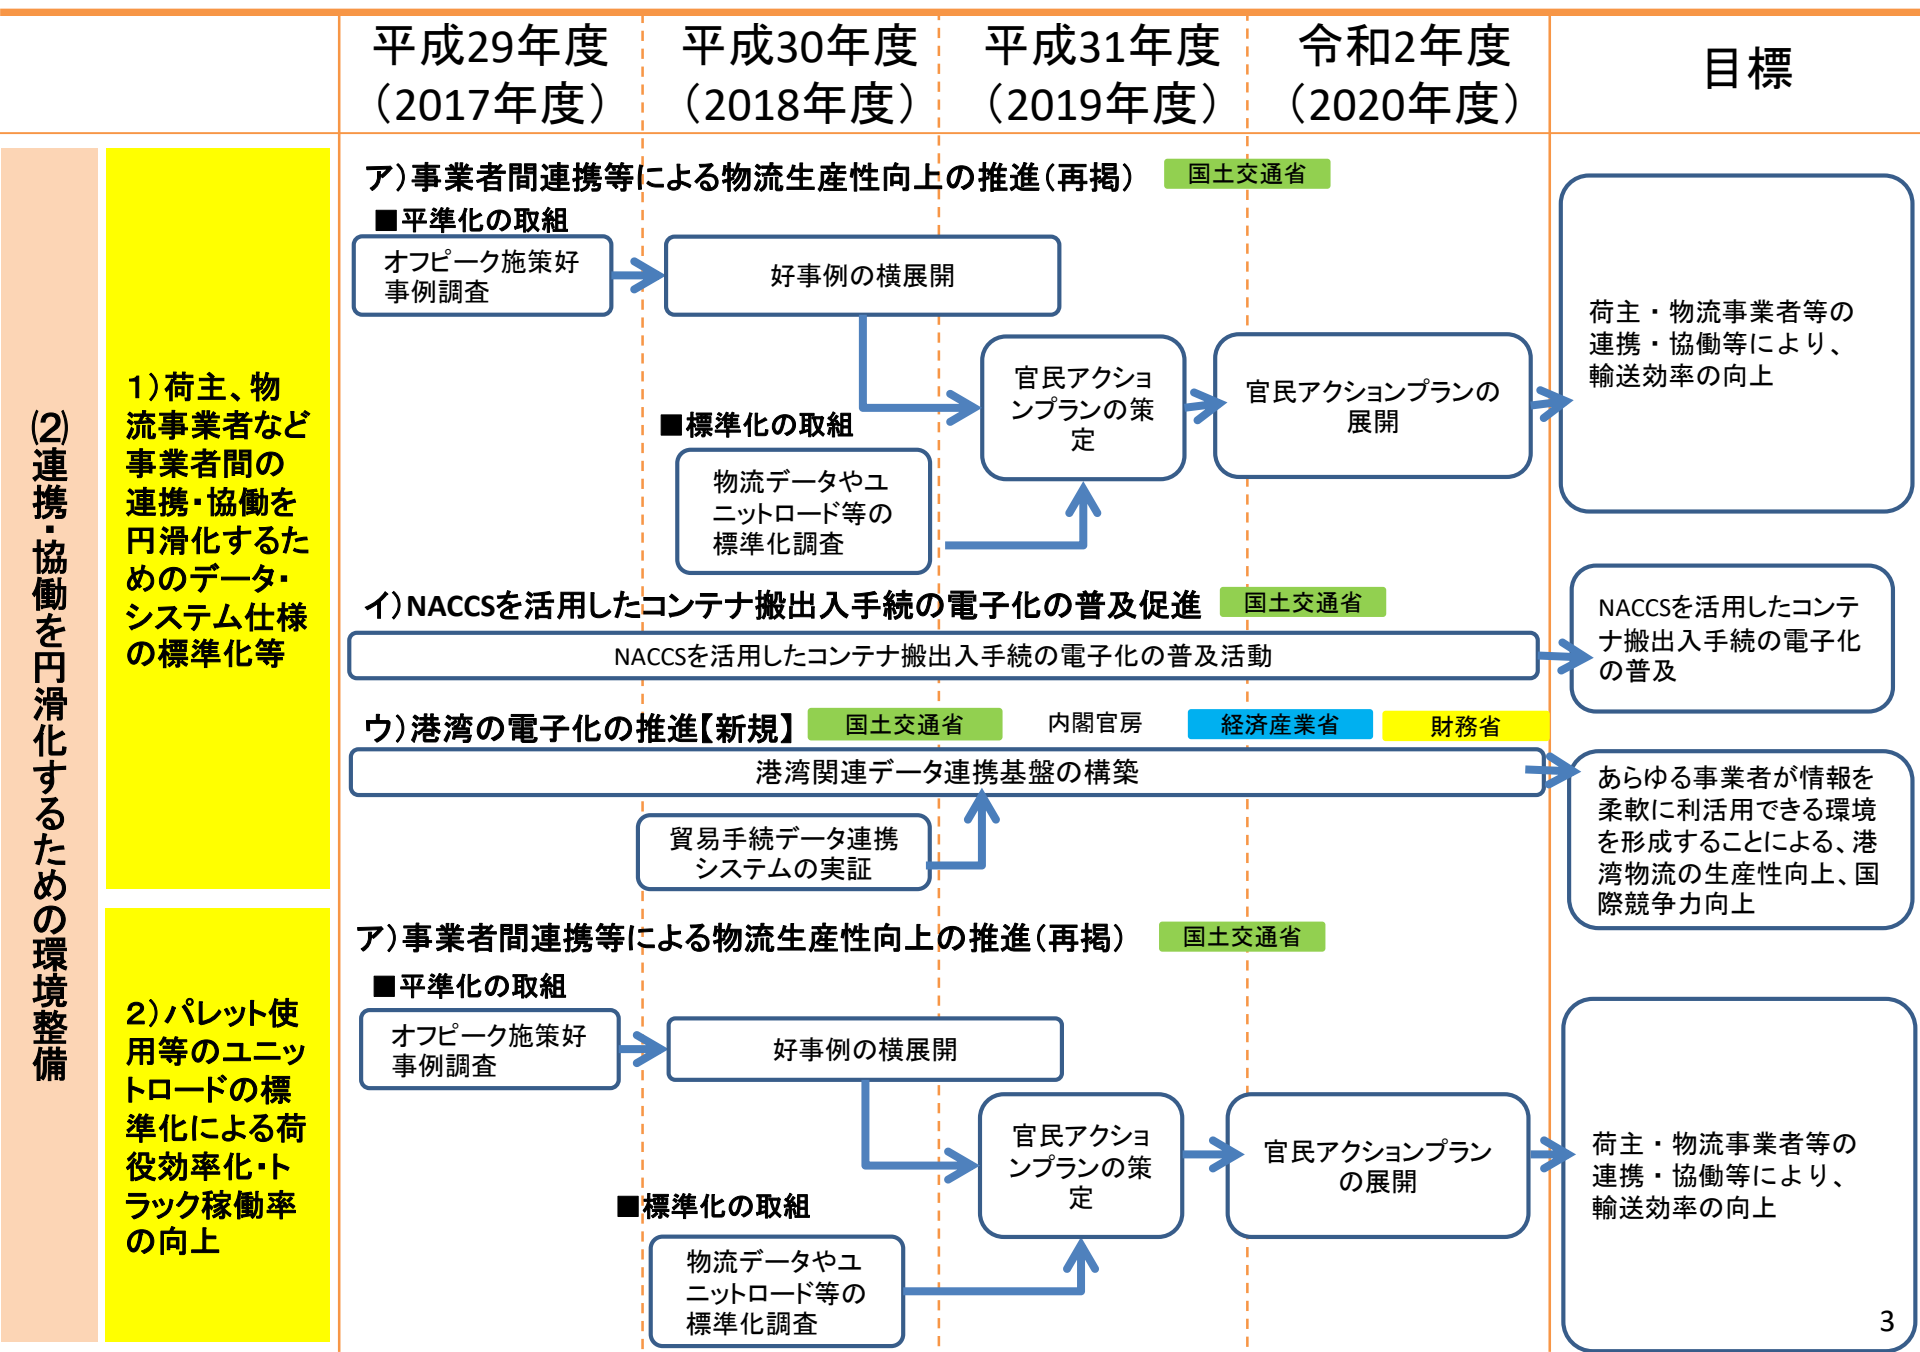 平成29年度
（2017年度）
平成30年度
（2018年度）
平成31年度
（2019年度）
令和2年度
（2020年度）
目標
(2)連携・協働を円滑化するための環境整備
１）荷主、物
流事業者など
事業者間の
連携・協働を
円滑化するた
めのデータ・
システム仕様
の標準化等
ア）事業者間連携等による物流生産性向上の推進（再掲）
国土交通省
■平準化の取組
オフピーク施策好
事例調査
好事例の横展開
官民アクショ
ンプランの策
定
官民アクションプランの
展開
■標準化の取組
物流データやユ
ニットロード等の
標準化調査
荷主・物流事業者等の
連携・協働等により、
輸送効率の向上
イ）NACCSを活用したコンテナ搬出入手続の電子化の普及促進
国土交通省
NACCSを活用したコンテナ搬出入手続の電子化の普及活動
NACCSを活用したコンテ
ナ搬出入手続の電子化
の普及
ウ）港湾の電子化の推進【新規】
国土交通省
内閣官房
経済産業省
財務省
港湾関連データ連携基盤の構築
貿易手続データ連携
システムの実証
あらゆる事業者が情報を
柔軟に利活用できる環境
を形成することによる、港
湾物流の生産性向上、国
際競争力向上
２）パレット使
用等のユニッ
トロードの標
準化による荷
役効率化・ト
ラック稼働率
の向上
ア）事業者間連携等による物流生産性向上の推進（再掲）
国土交通省
■平準化の取組
オフピーク施策好
事例調査
好事例の横展開
官民アクショ
ンプランの策
定
官民アクションプラン
の展開
■標準化の取組
物流データやユ
ニットロード等の
標準化調査
荷主・物流事業者等の
連携・協働等により、
輸送効率の向上
3